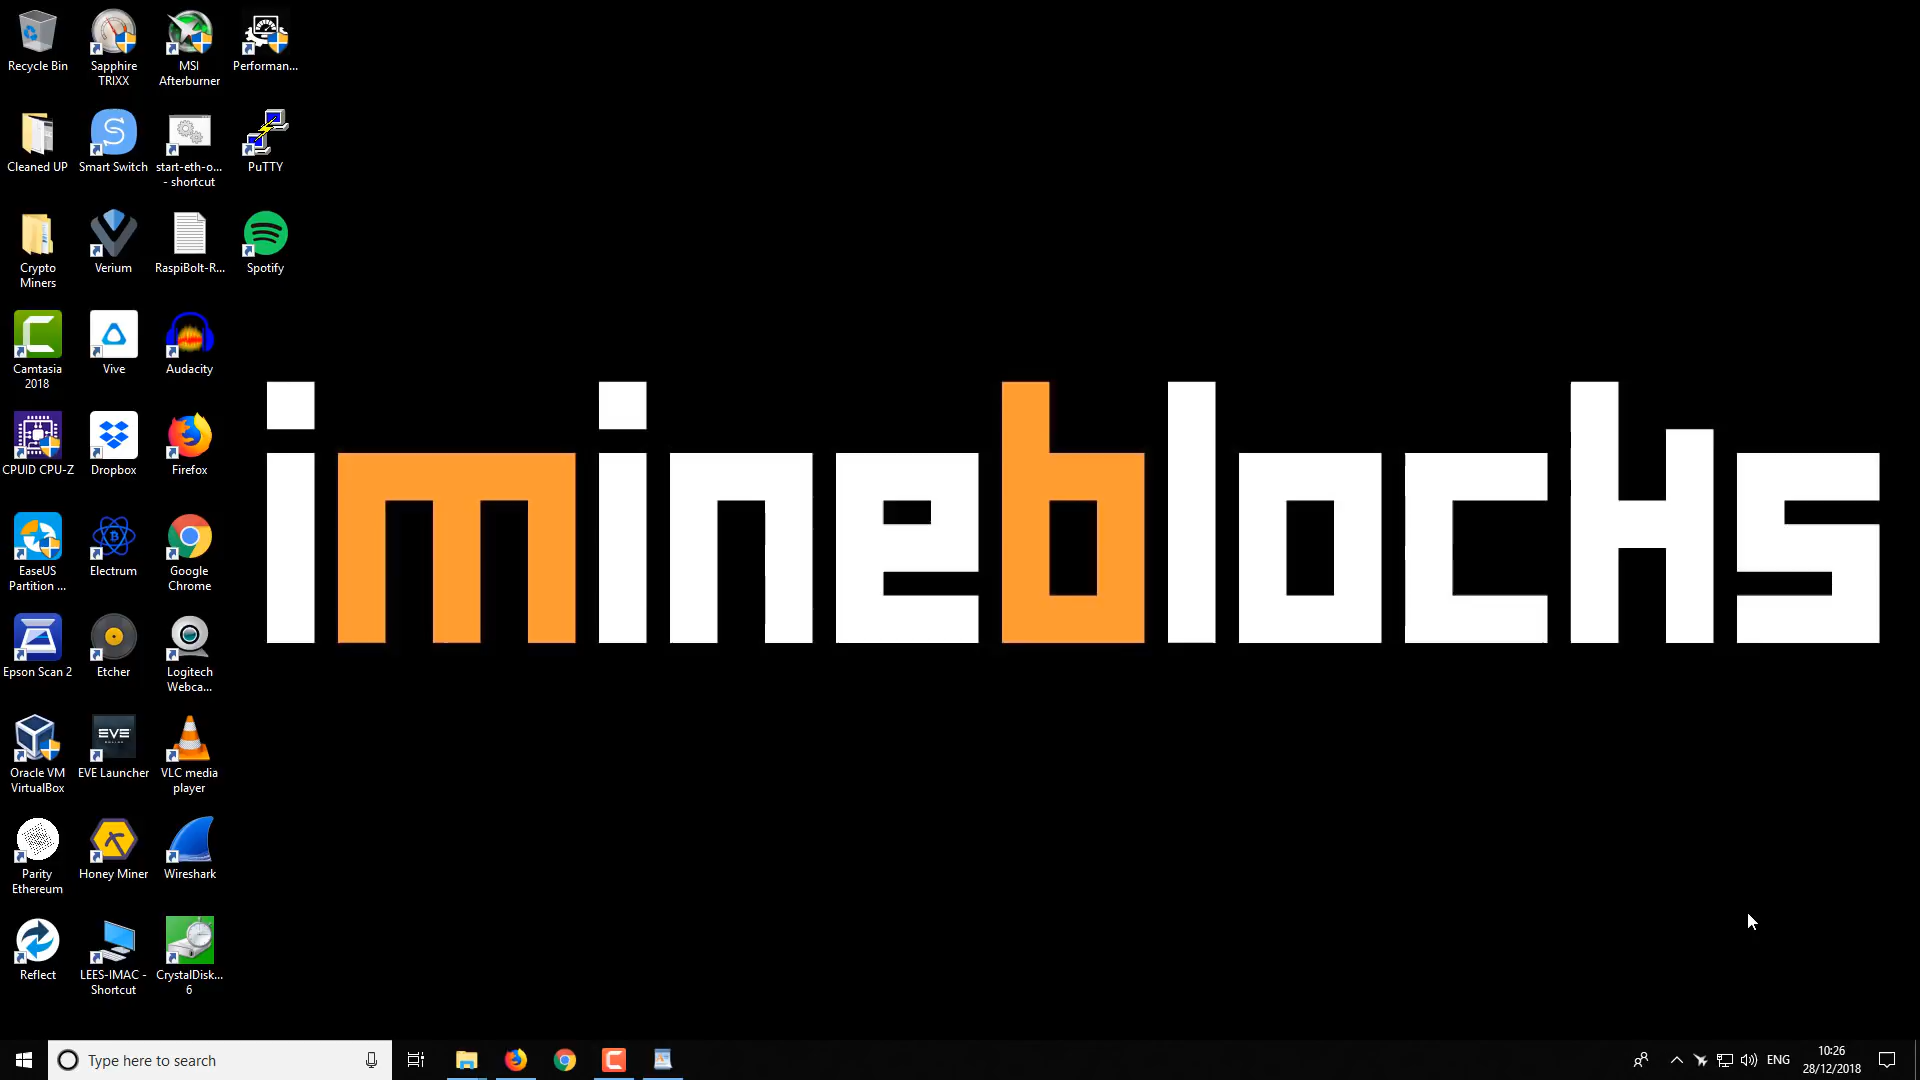 Recycle Bin
Sapphire
TRIXX
MSI
Afterburner
Performan...
Cleaned UP
Smart Switch
start-eth-o...
- shortcut
PuTTY
Crypto
Miners
Verium
RaspiBolt-R...
Spotify
Camtasia
2018
Vive
Audacity
CPUID CPU-Z
Dropbox
Firefox
EaseUS
Partition ...
Electrum
Google
Chrome
Epson Scan 2
Etcher
Logitech
Webca...
Oracle VM
VirtualBox
EVE
EVE Launcher
VLC media
player
Parity
Ethereum
Honey Miner
Wireshark
Reflect
LEES-IMAC -
Shortcut
CrystalDisk...
6
imineblocks
Type here to search
ENG
10:26
28/12/2018